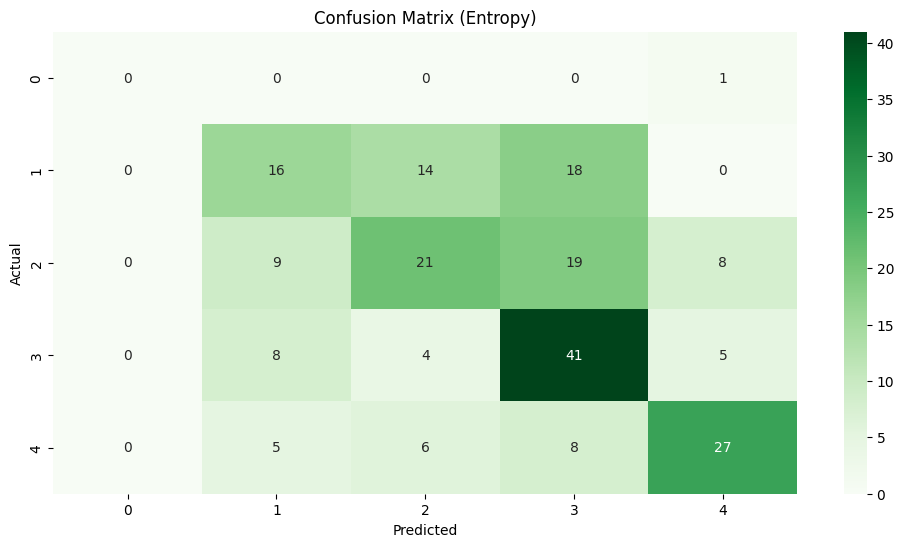 Confusion Matrix (Entropy)
Actual
0 0 0 0 0 1
1 0 16 14 18 0
2 0 9 21 19 8
3 0 8 4 41 5
4 0 5 6 8 27
0 1 2 3 4
Predicted
40
35
30
25
20
15
10
5
0